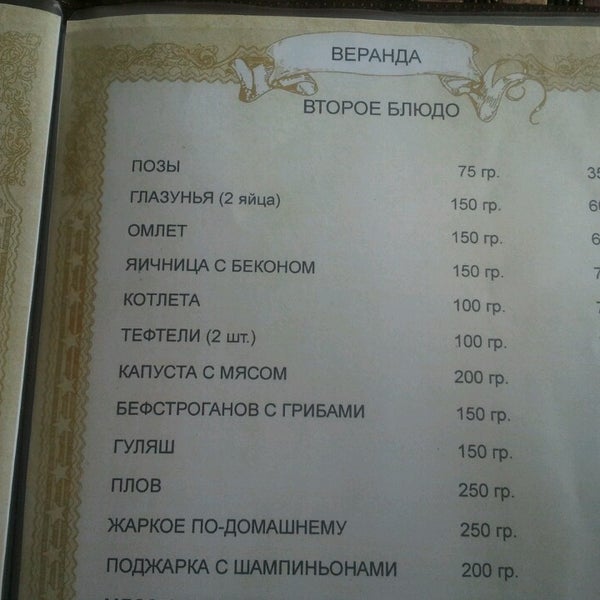 ВЕРАНДА
ВТОРОЕ БЛЮДО
ПОЗЫ 75 гр.
ГЛАЗУНЬЯ (2 яйца) 150 гр.
ОМЛЕТ 150 гр.
ЯИЧНИЦА С БЕКОНОМ 150 гр.
КОТЛЕТА 100 гр.
ТЕФТЕЛИ (2 шт.) 100 гр.
КАПУСТА С МЯСОМ 200 гр.
БЕФСТРОГАНОВ С ГРИБАМИ 150 гр.
ГУЛЯШ 150 гр.
ПЛОВ 250 гр.
ЖАРКОЕ ПО-ДОМАШНЕМУ 250 гр.
ПОДЖАРКА С ШАМПИНЬОНАМИ 200 гр.